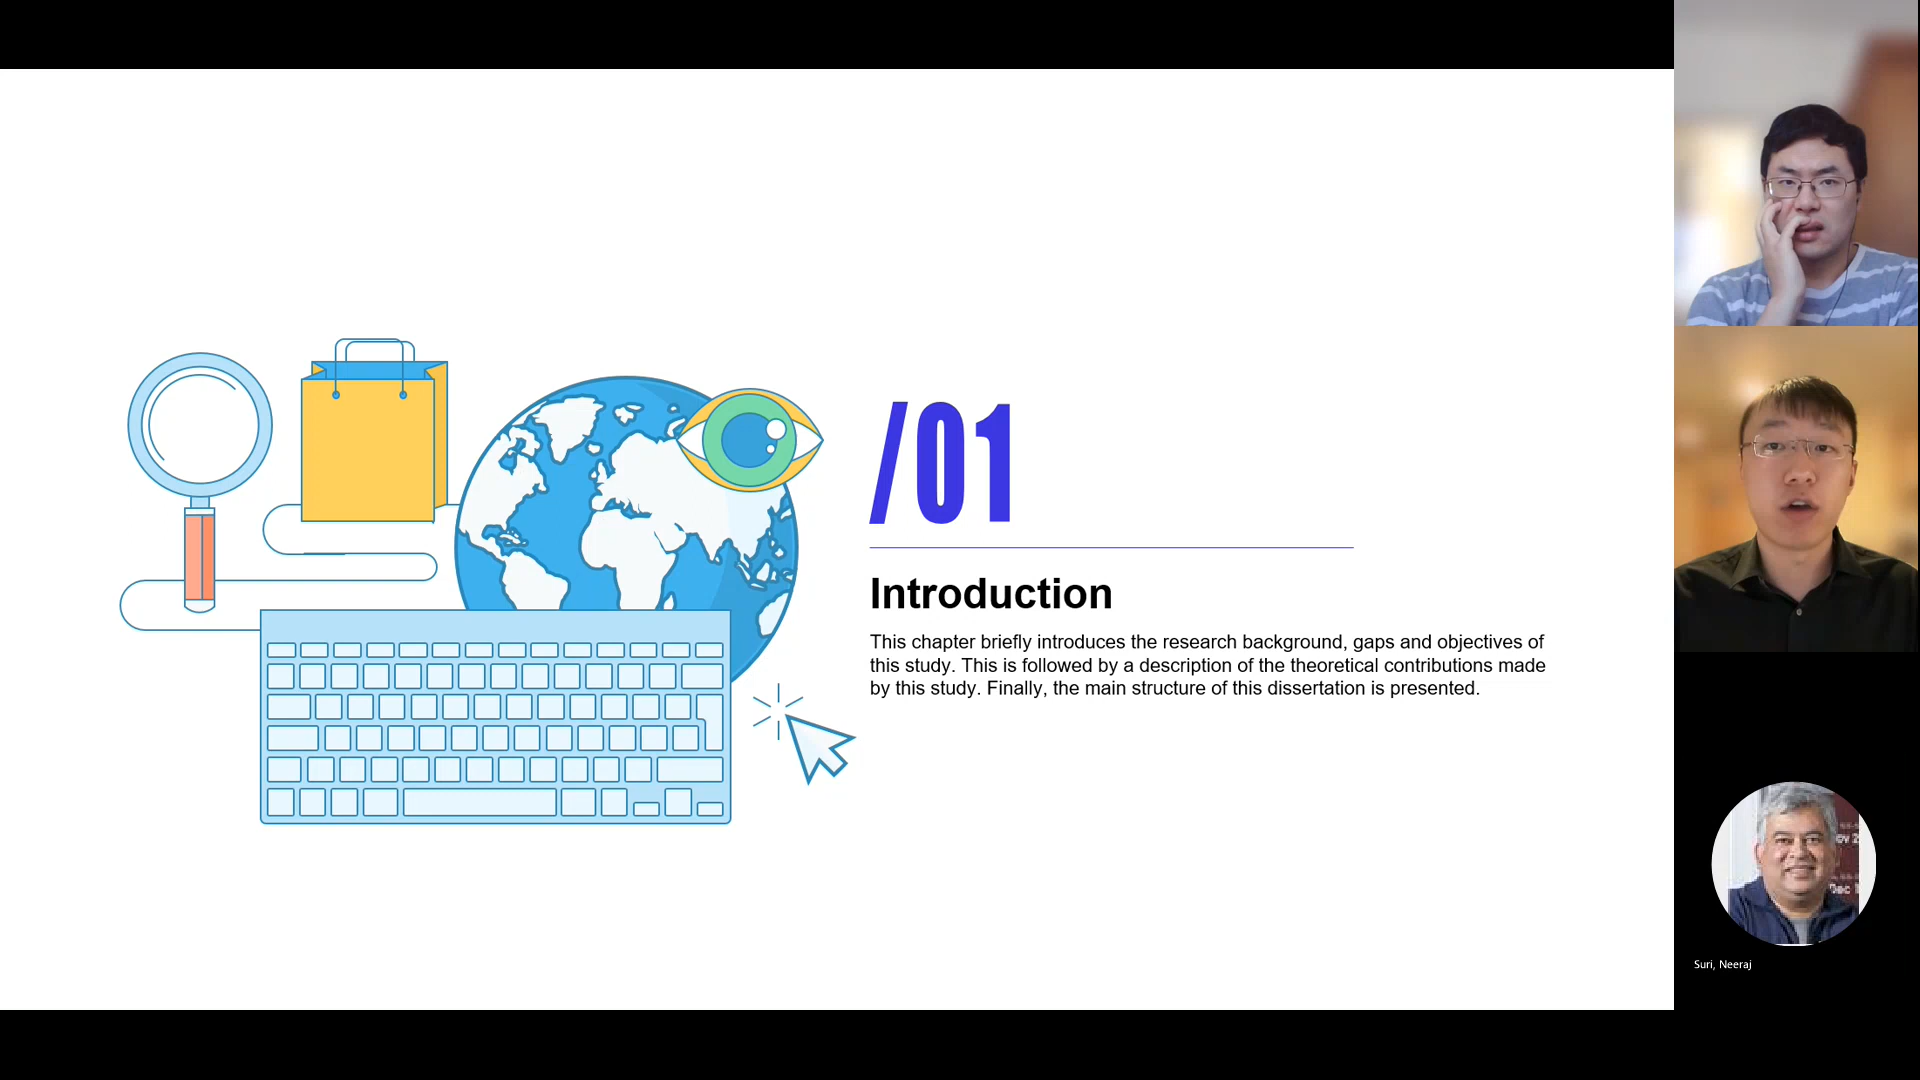 /01
Introduction
This chapter briefly introduces the research background, gaps and objectives of
this study. This is followed by a description of the theoretical contributions made
by this study. Finally, the main structure of this dissertation is presented.
Suri, Neeraj